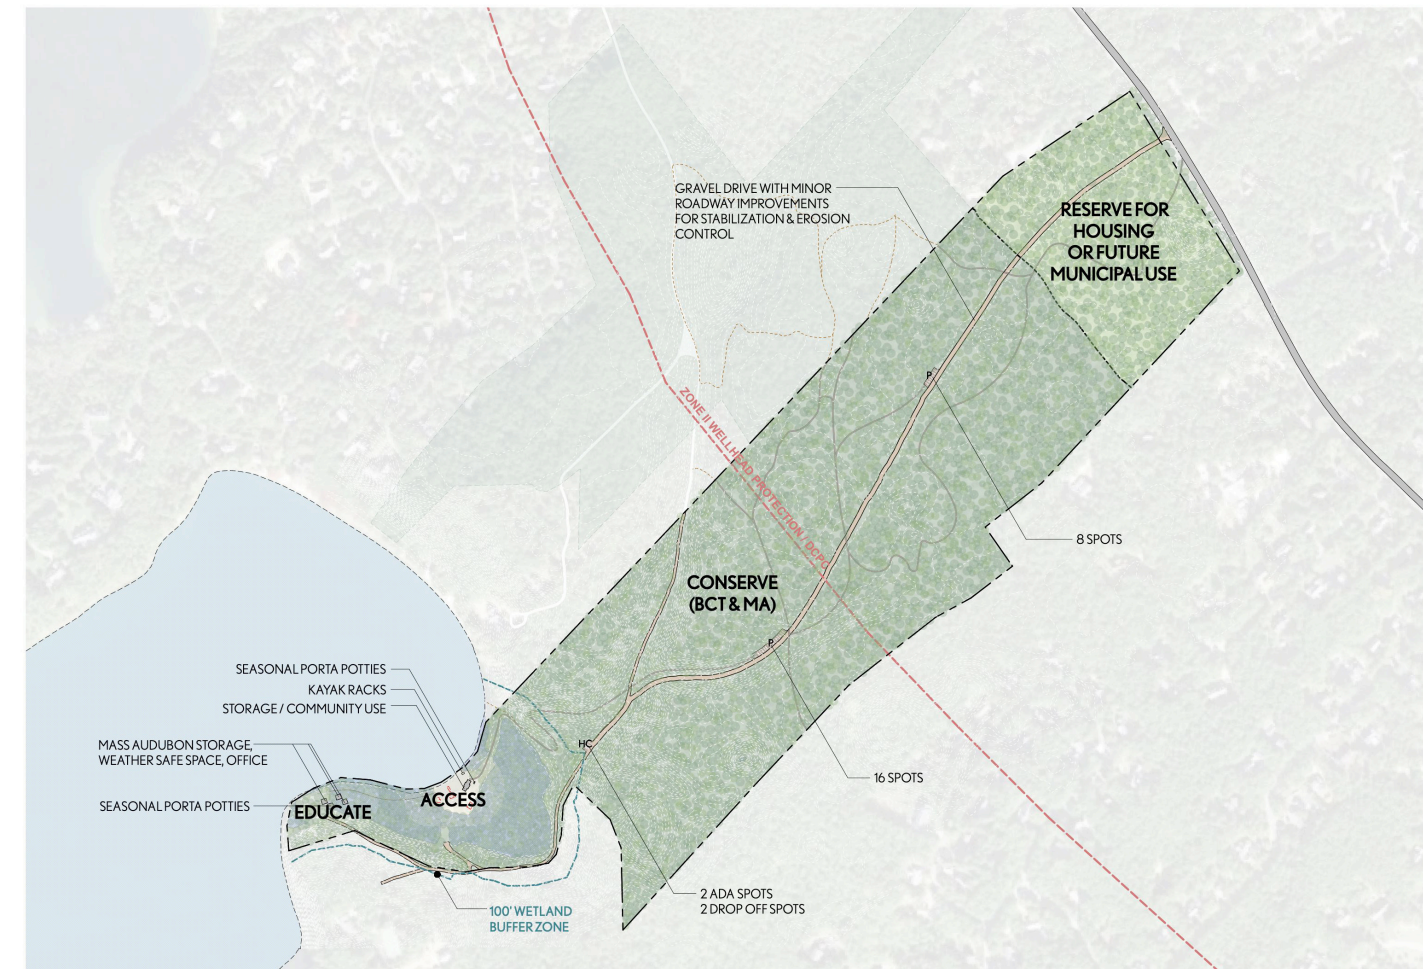 GRAVEL DRIVE WITH MINOR
ROADWAY IMPROVEMENTS
FOR STABILIZATION & EROSION
CONTROL
RESERVE FOR
HOUSING
OR FUTURE
MUNICIPAL USE
P
ZONE II WELLHEAD PROTECTION / DCPC
8 SPOTS
CONSERVE
(BCT & MA)
P
SEASONAL PORTA POTTIES
KAYAK RACKS
STORAGE / COMMUNITY USE
HC
MASS AUDUBON STORAGE,
WEATHER SAFE SPACE, OFFICE
16 SPOTS
ACCESS
SEASONAL PORTA POTTIES
EDUCATE
2 ADA SPOTS
2 DROP OFF SPOTS
100' WETLAND
BUFFER ZONE